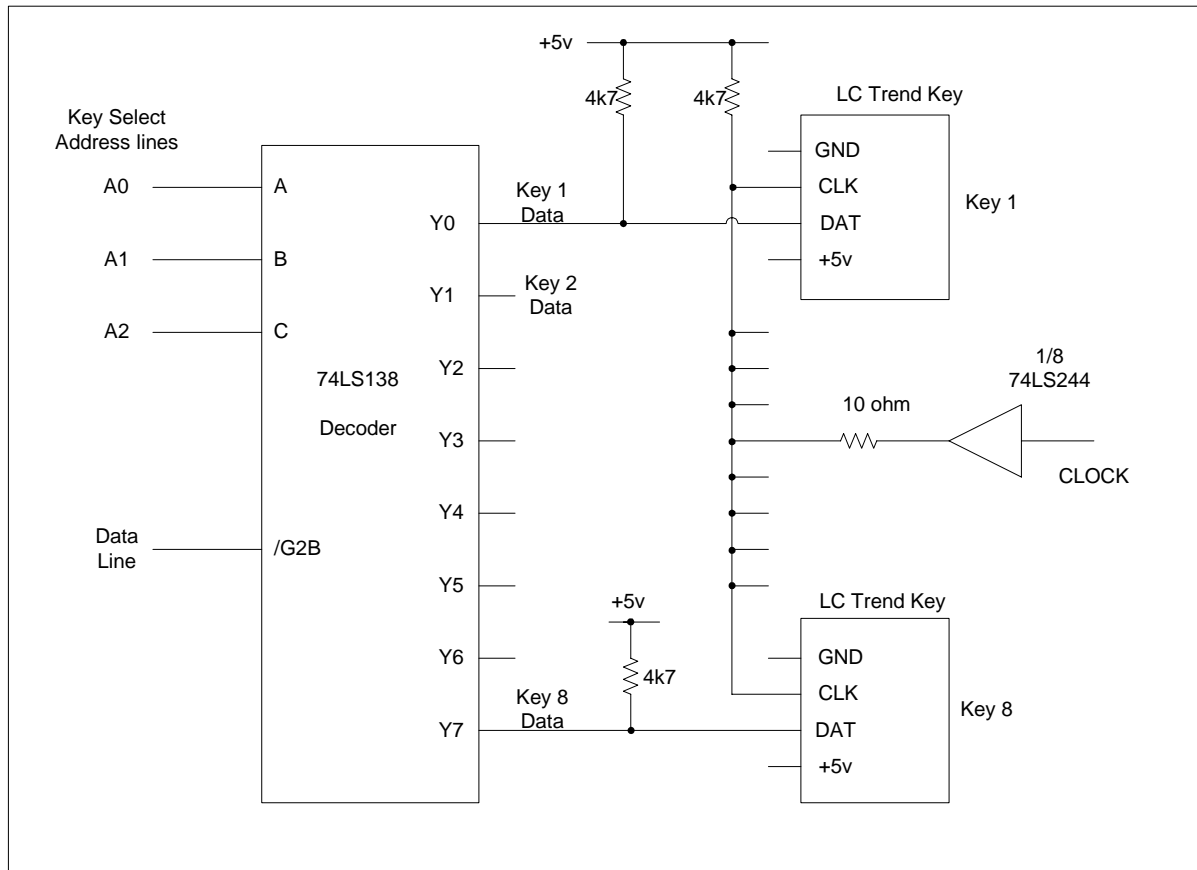 +5v
4k7
4k7
LC Trend Key
Key Select
Address lines
GND
A0
A
Key 1
Data
CLK
Key 1
Y0
DAT
A1
B
+5v
Y1
Key 2
Data
A2
C
1/8
74LS244
Y2
74LS138
10 ohm
Decoder
Y3
CLOCK
Y4
Data
Line
/G2B
Y5
+5v
LC Trend Key
Y6
4k7
GND
Key 8
Data
CLK
Key 8
Y7
DAT
+5v